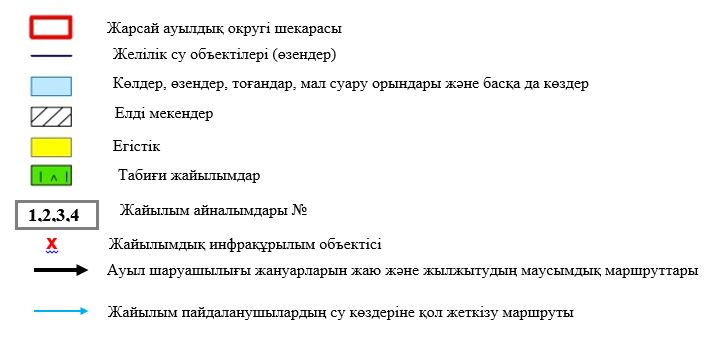 Жарсай ауылдық округі шекарасы
Желілік су объектілері (өзендер)
Көлдер, өзендер, тоғандар, мал суару орындары және басқа да көздер
Елді мекендер
Егістік
Табиғи жайылымдар
1,2,3,4 Жайылым айналымдары №
х Жайылымдық инфрақұрылым объектісі
Ауыл шаруашылығы жануарларын жаю және жылжытудың маусымдық маршруттары
Жайылым пайдаланушылардың су көздеріне қол жеткізу маршруты